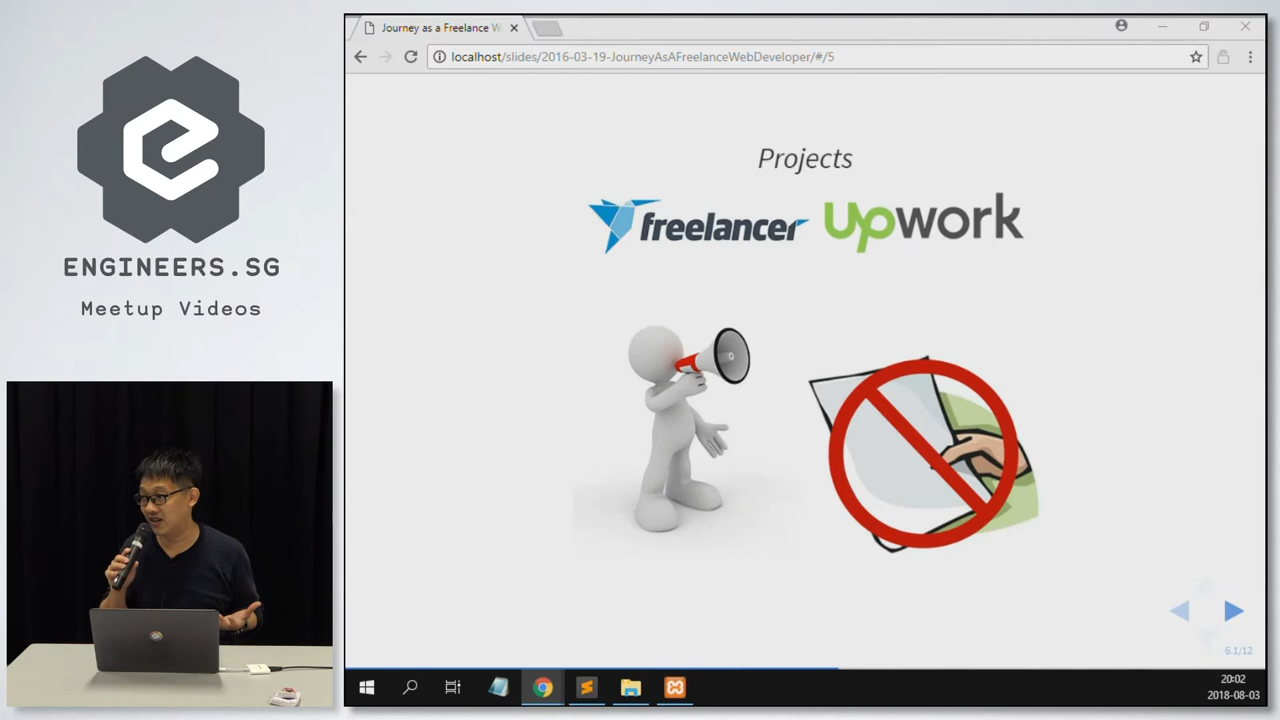 ENGINEERS.SG
Meetup Videos
Journey as a Freelance W
localhost/slides/2016-03-19-JourneyAsAFreelanceWebDeveloper/#/5
Projects
freelancer
Upwork
6.1/12
20:02
2018-08-03